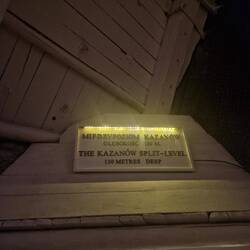 MIĘDZYPOZIOM KAZANÓW
GŁĘBOKOŚĆ 130 M.
THE KAZANÓW SPLIT-LEVEL
130 METRES DEEP